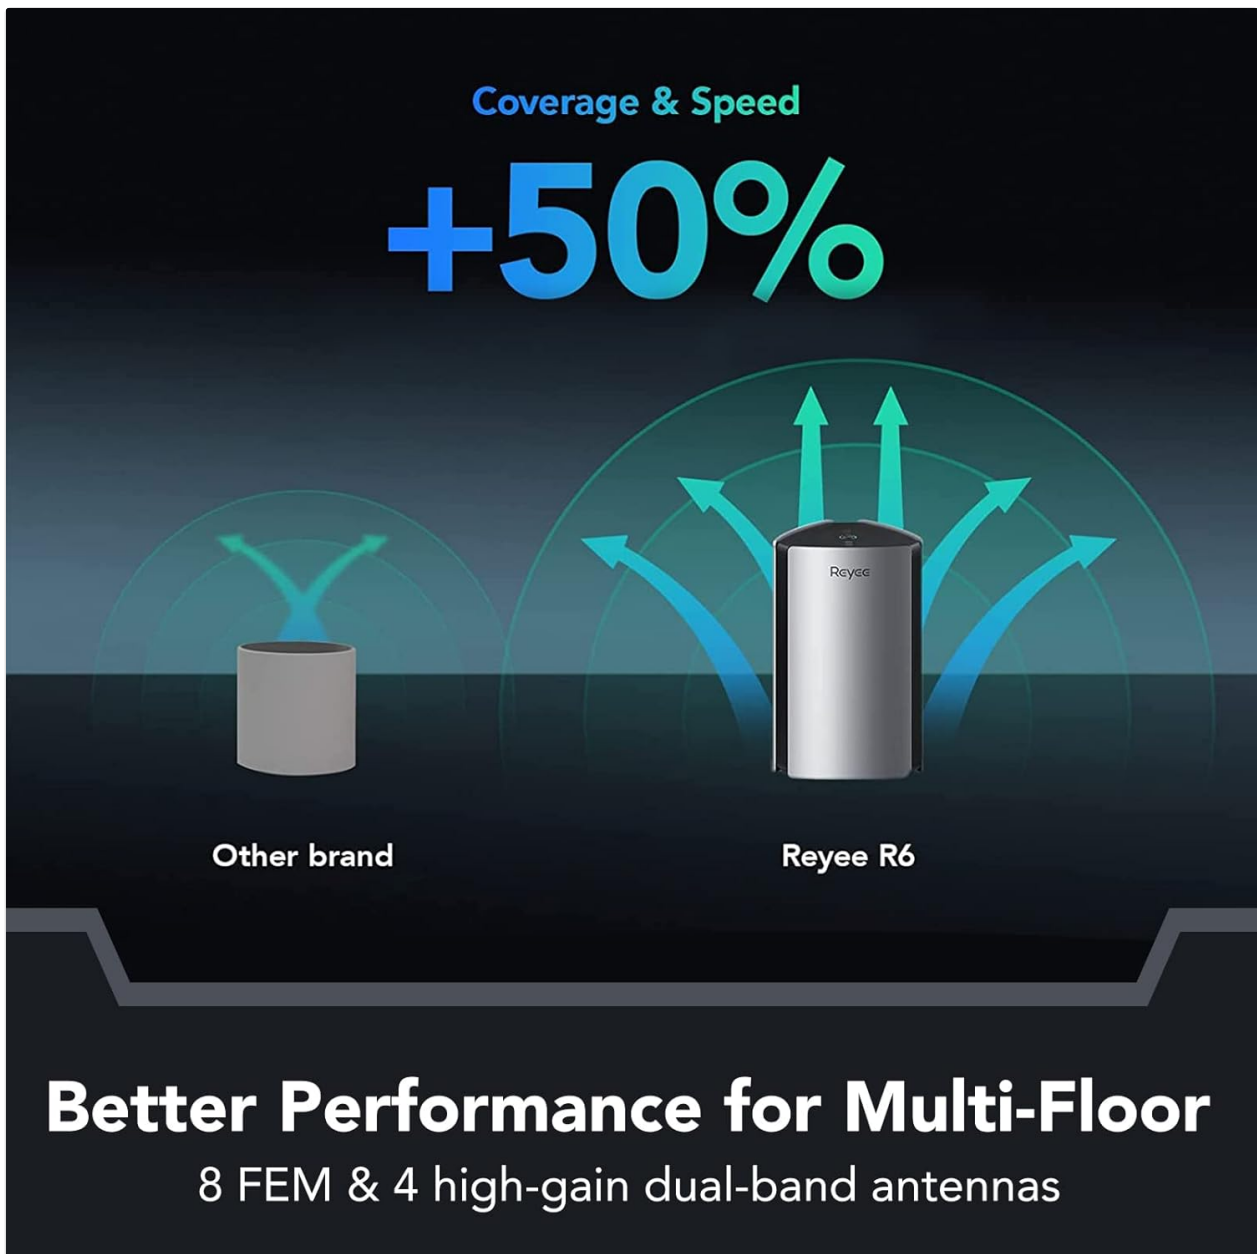 Coverage & Speed
+50%
Reyee
Other brand
Reyee R6
Better Performance for Multi-Floor
8 FEM & 4 high-gain dual-band antennas